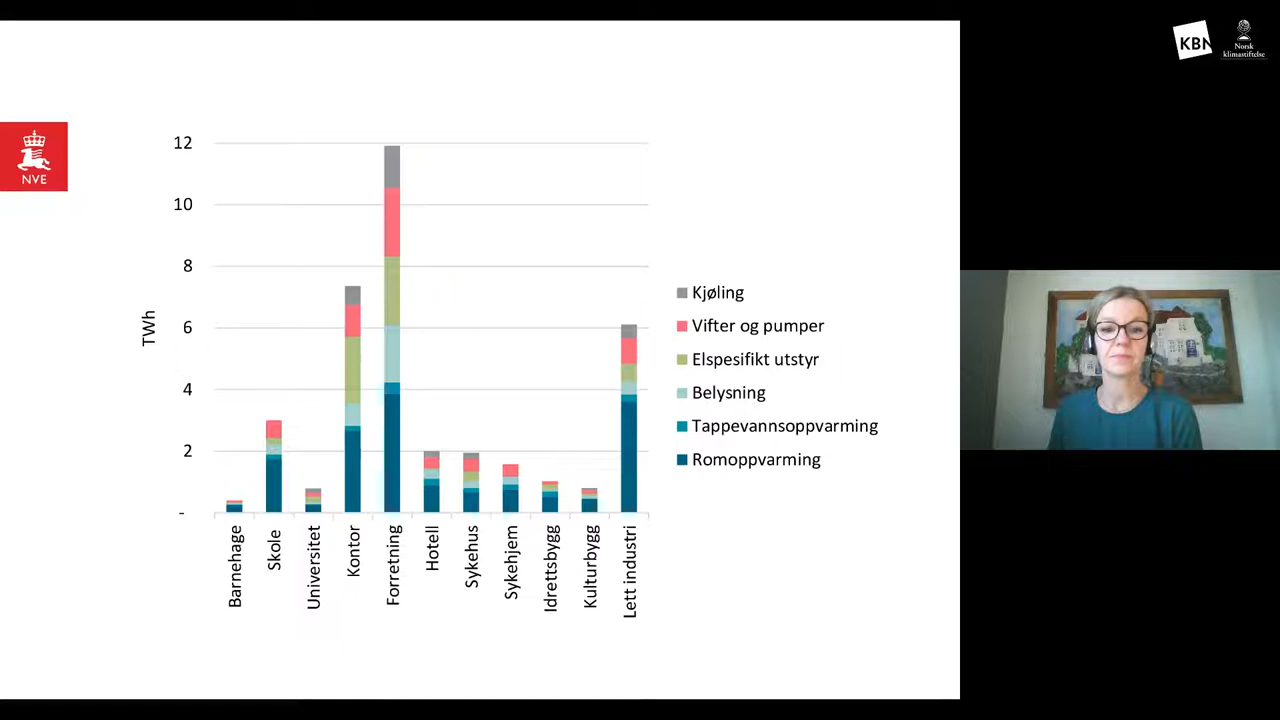 KBN
Norsk
klimastiftelse
NVE
TWh
12
10
8
6
4
2
-
Barnehage
Skole
Universitet
Kontor
Forretning
Hotell
Sykehus
Sykehjem
Idrettsbygg
Kulturbygg
Lett industri
Kjøling
Vifter og pumper
Elspesifikt utstyr
Belysning
Tappevannsoppvarming
Romoppvarming